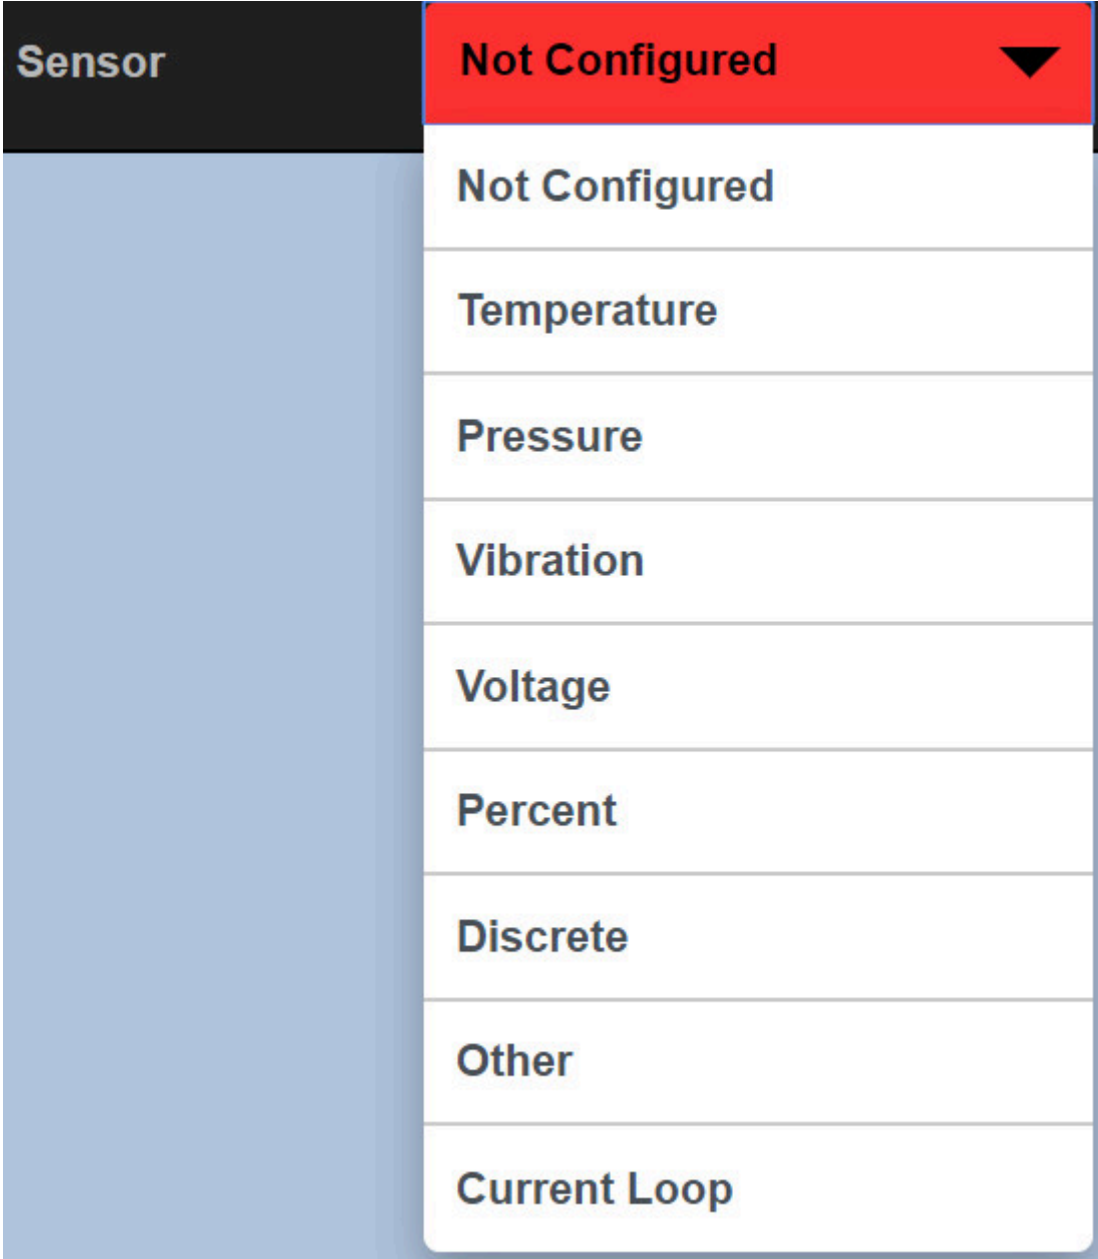 Sensor Not Configured
Not Configured
Temperature
Pressure
Vibration
Voltage
Percent
Discrete
Other
Current Loop